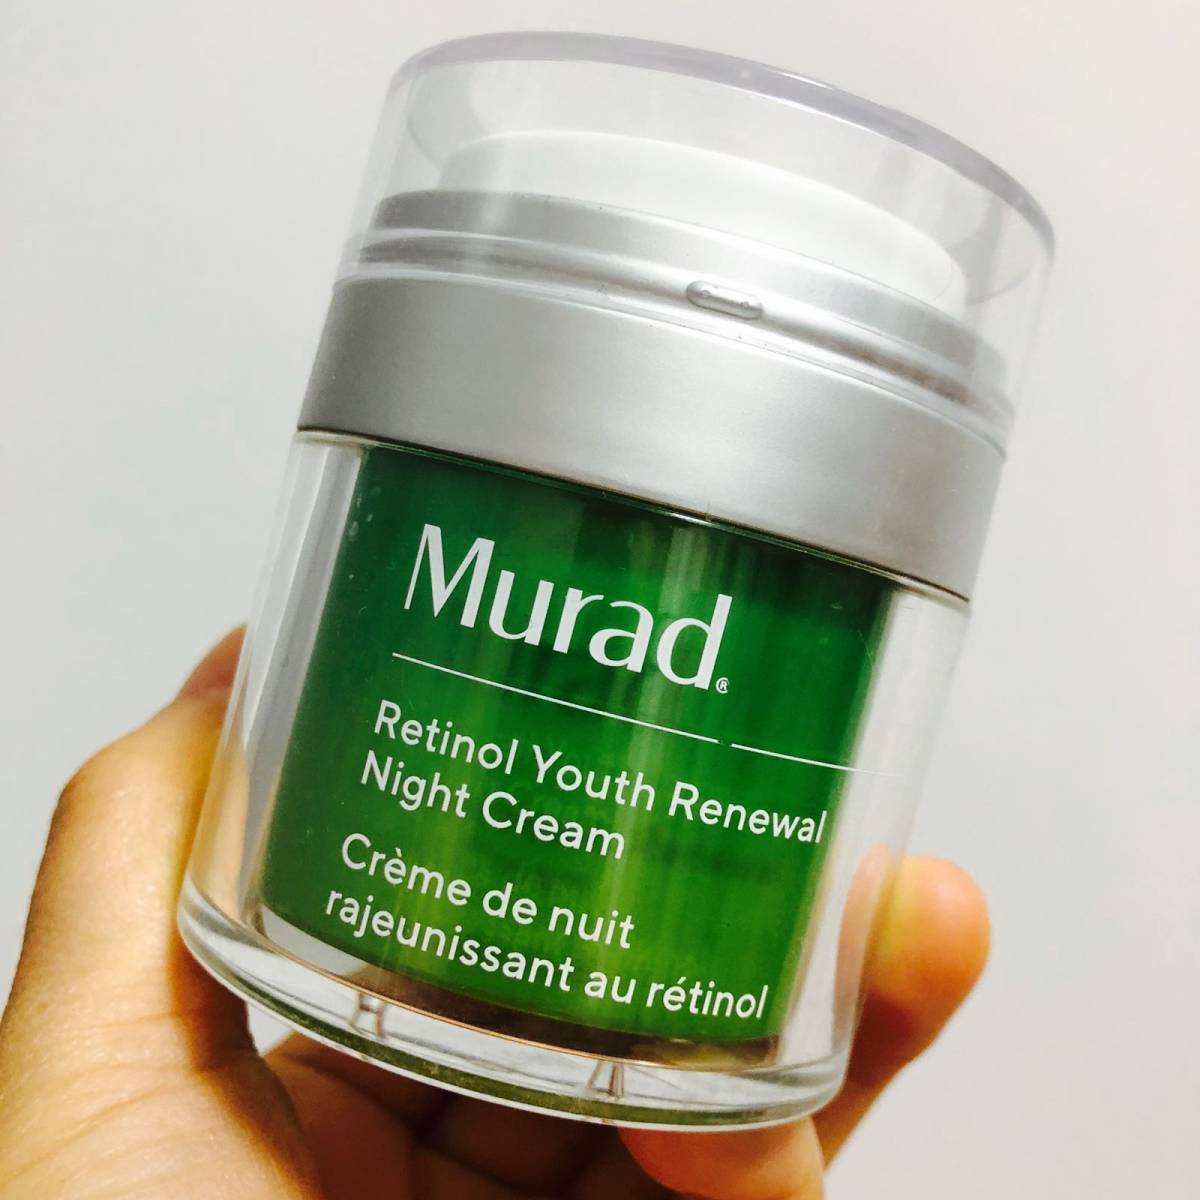 Murad®
Retinol Youth Renewal
Night Cream
Crème de nuit
rajeunissant au rétinol